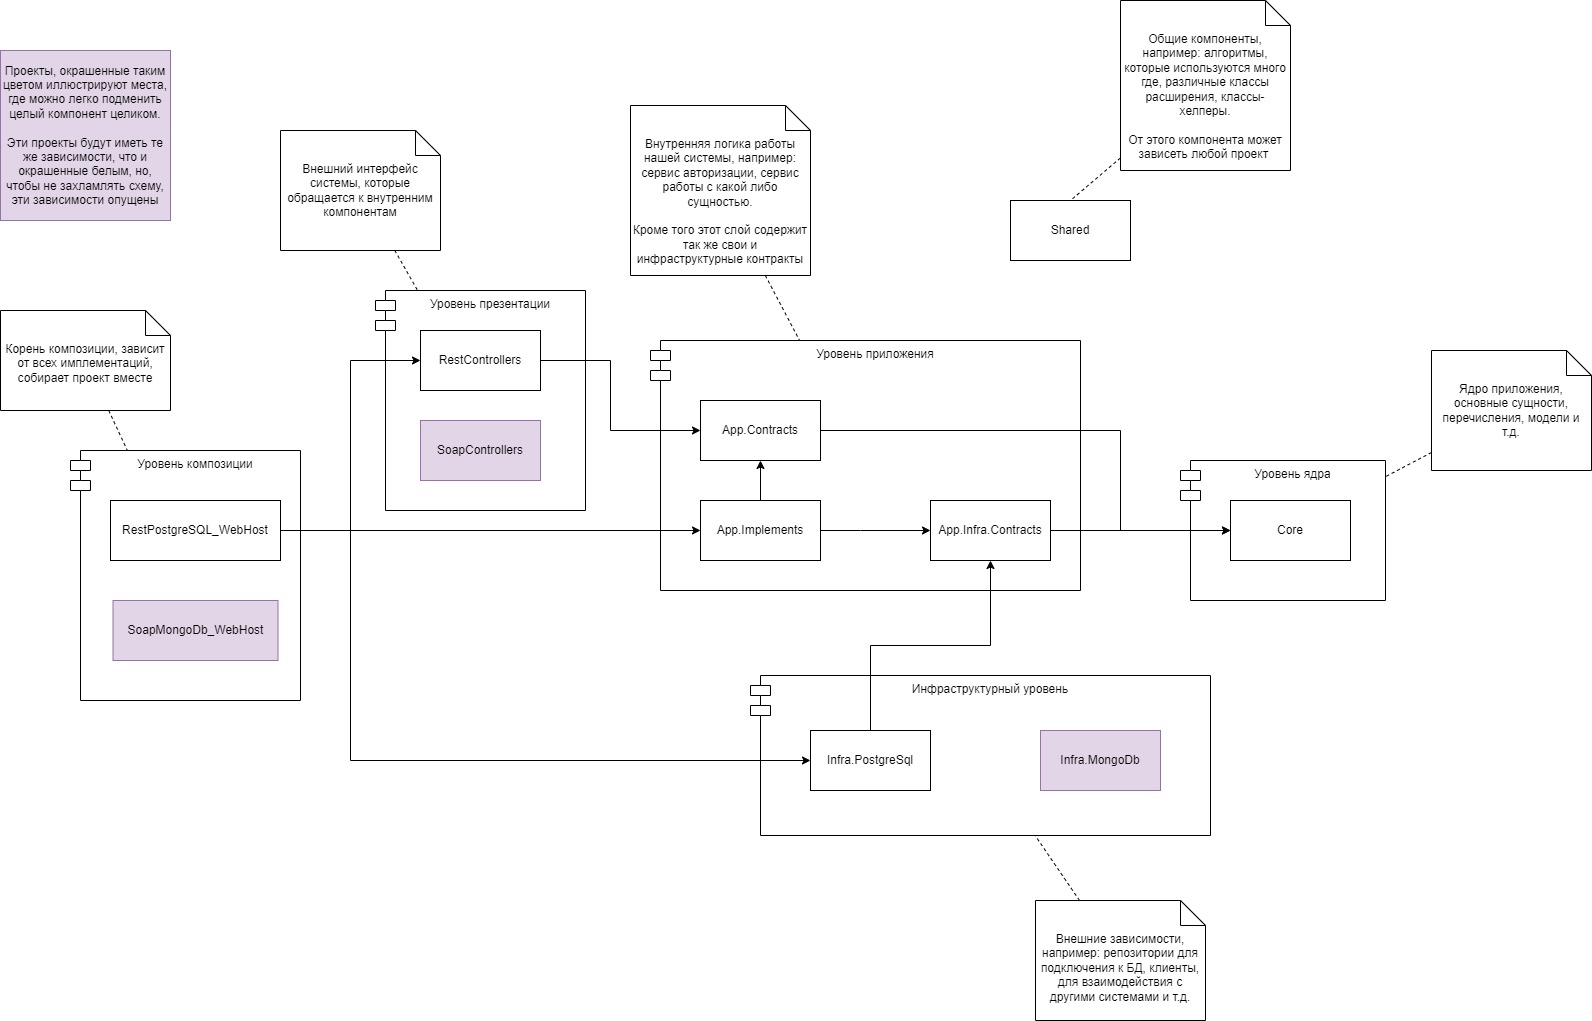 Проекты, окрашенные таким
цветом иллюстрируют места,
где можно легко подменить
целый компонент целиком.
Эти проекты будут иметь те
же зависимости, что и
окрашенные белым, но,
чтобы не захламлять схему,
эти зависимости опущены
Внешний интерфейс
системы, которые
обращается к внутренним
компонентам
Внутренняя логика работы
нашей системы, например:
сервис авторизации, сервис
работы с какой либо
сущностью.
Кроме того этот слой содержит
так же свои и
инфраструктурные контракты
Общие компоненты,
например: алгоритмы,
которые используются много
где, различные классы
расширения, классы-
хелперы.
От этого компонента может
зависеть любой проект
Shared
Корень композиции, зависит
от всех имплементаций,
собирает проект вместе
Уровень презентации
RestControllers
SoapControllers
Уровень приложения
App.Contracts
App.Implements
App.Infra.Contracts
Ядро приложения,
основные сущности,
перечисления, модели и
т.д.
Уровень композиции
RestPostgreSQL_WebHost
SoapMongoDb_WebHost
Уровень ядра
Core
Инфраструктурный уровень
Infra.PostgreSql
Infra.MongoDb
Внешние зависимости,
например: репозитории для
подключения к БД, клиенты,
для взаимодействия с
другими системами и т.д.